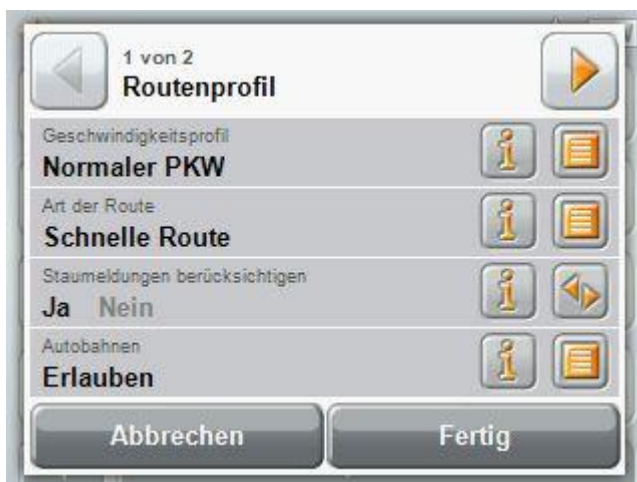 1 von 2
Routenprofil
Geschwindigkeitsprofil
Normaler PKW
Art der Route
Schnelle Route
Staumeldungen berücksichtigen
Ja Nein
Autobahnen
Erlauben
Abbrechen Fertig